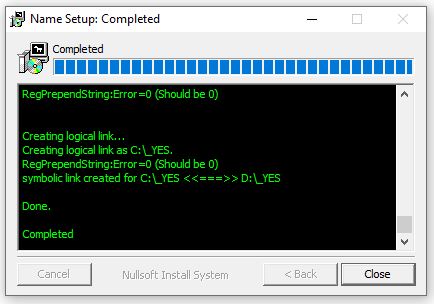 Name Setup: Completed
Completed
RegPrependString:Error=0 (Should be 0)
Creating logical link...
Creating logical link as C:\_YES.
RegPrependString:Error=0 (Should be 0)
symbolic link created for C:\_YES <<===>> D:\_YES
Done.
Completed
Cancel
Nullsoft Install System
< Back
Close